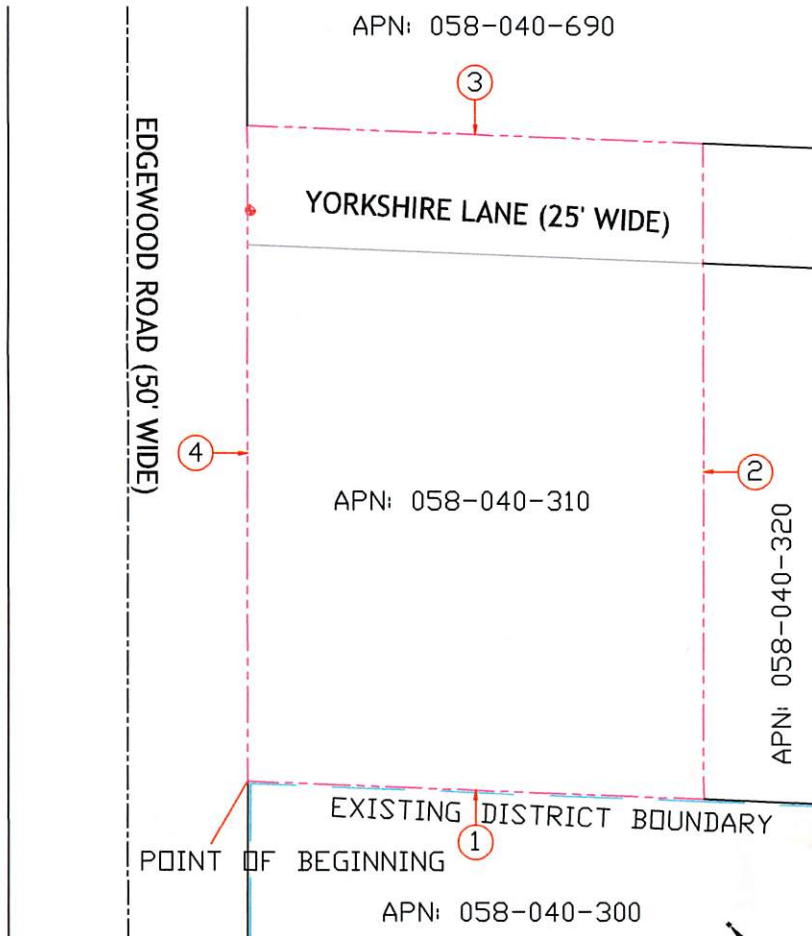 APN: 058-040-690
3
EDGEWOOD ROAD (50' WIDE)
YORKSHIRE LANE (25' WIDE)
4
2
APN: 058-040-310
APN: 058-040-320
EXISTING DISTRICT BOUNDARY
1
POINT OF BEGINNING
APN: 058-040-300